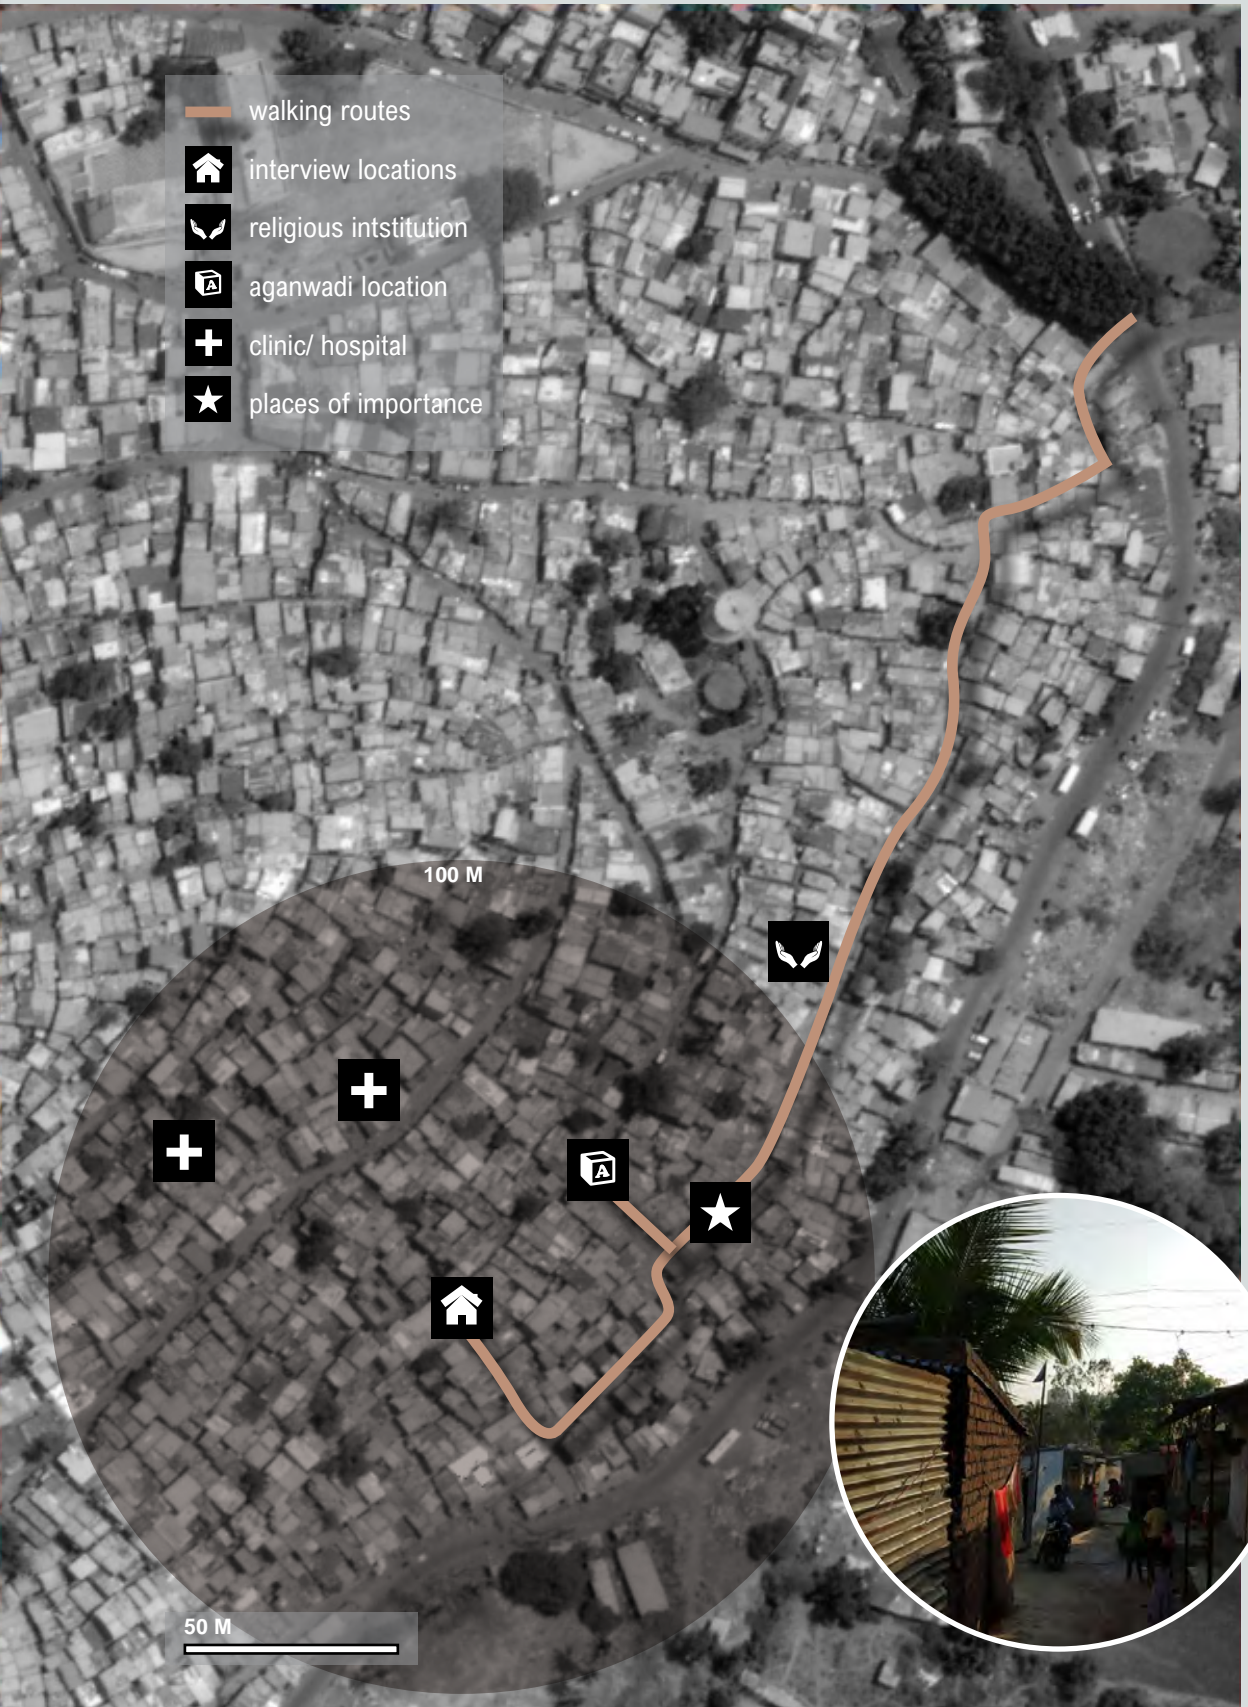 walking routes
interview locations
religious intstitution
A
aganwadi location
clinic/ hospital
places of importance
100 M
A
50 M